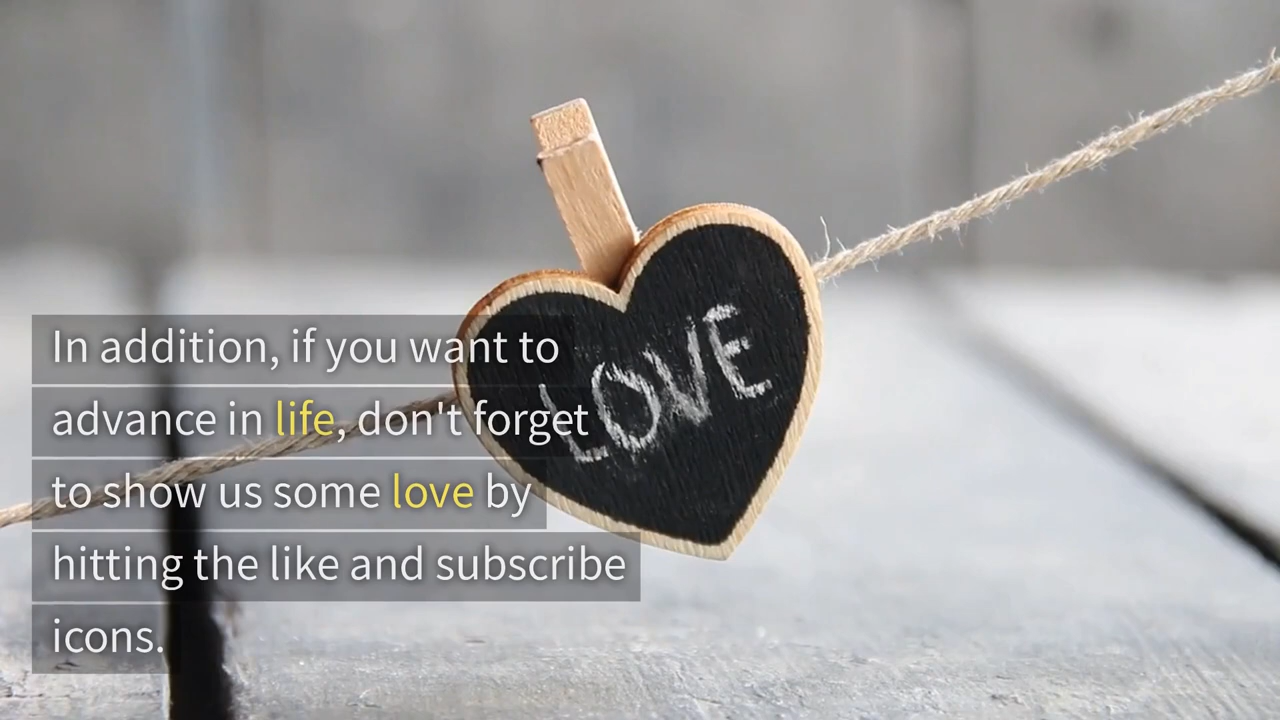 LOVE
In addition, if you want to
advance in life, don't forget
to show us some love by
hitting the like and subscribe
icons.